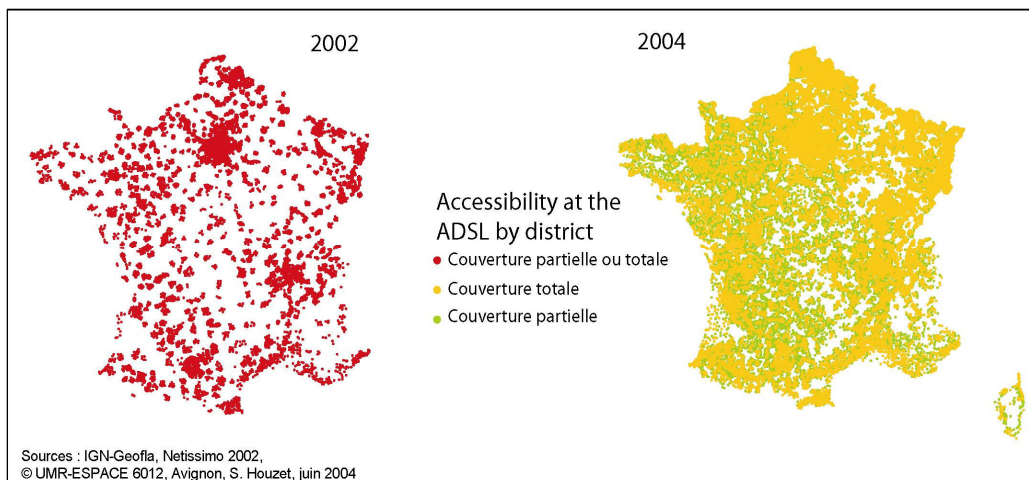 2002
2004
Accessibility at the
ADSL by district
Couverture partielle ou totale
Couverture totale
Couverture partielle
Sources : IGN-Geofla, Netissimo 2002,
© UMR-ESPACE 6012, Avignon, S. Houzet, juin 2004